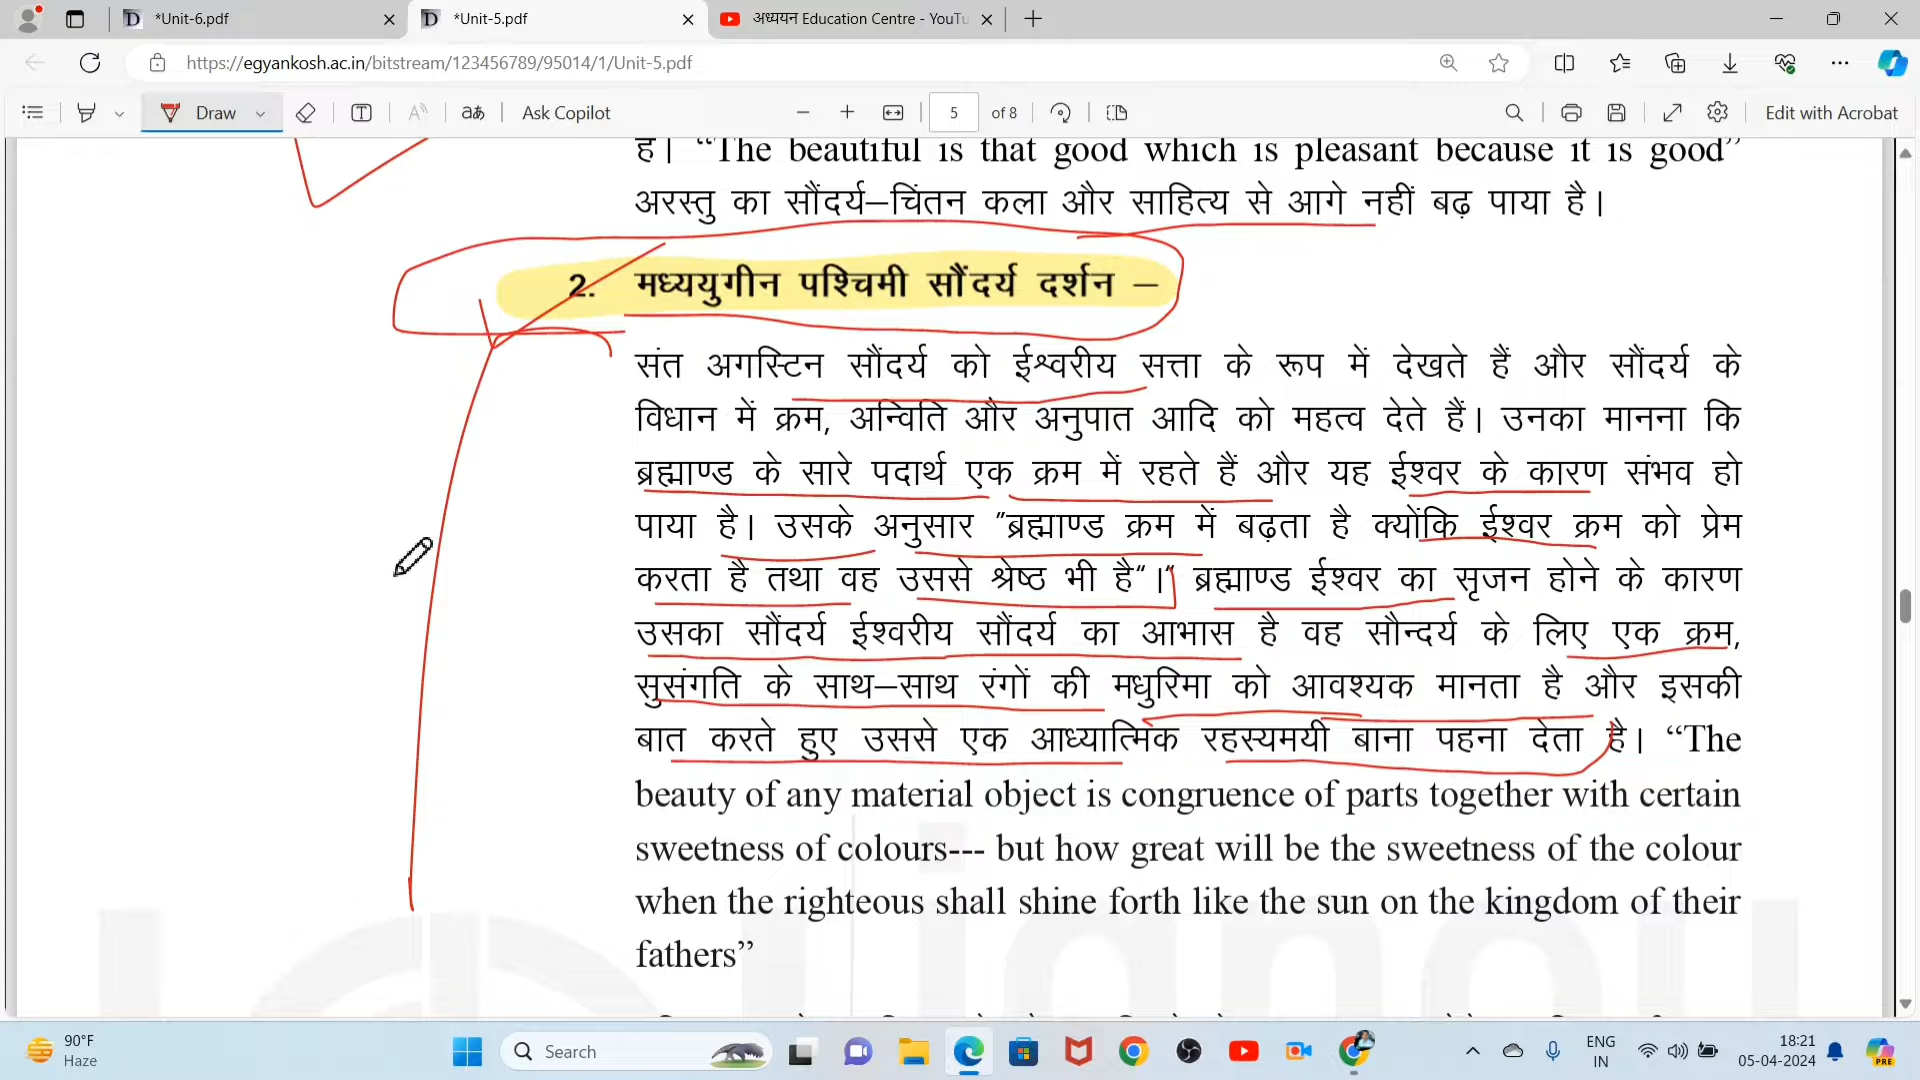 *Unit-6.pdf
*Unit-5.pdf
अध्ययन Education Centre - YouTu
https://egyankosh.ac.in/bitstream/123456789/95014/1/Unit-5.pdf
Draw
Ask Copilot
5 of 8
Edit with Acrobat
है। “The beautiful is that good which is pleasant because it is good”
अरस्तु का सौंदर्य–चिंतन कला और साहित्य से आगे नहीं बढ़ पाया है।
2. मध्ययुगीन पश्चिमी सौंदर्य दर्शन –
संत अगस्टिन सौंदर्य को ईश्वरीय सत्ता के रूप में देखते हैं और सौंदर्य के
विधान में क्रम, अन्विति और अनुपात आदि को महत्व देते हैं। उनका मानना कि
ब्रह्माण्ड के सारे पदार्थ एक क्रम में रहते हैं और यह ईश्वर के कारण संभव हो
पाया है। उसके अनुसार “ब्रह्माण्ड क्रम में बढ़ता है क्योंकि ईश्वर क्रम को प्रेम
करता है तथा वह उससे श्रेष्ठ भी है“।“ ब्रह्माण्ड ईश्वर का सृजन होने के कारण
उसका सौंदर्य ईश्वरीय सौंदर्य का आभास है वह सौन्दर्य के लिए एक क्रम,
सुसंगति के साथ–साथ रंगों की मधुरिमा को आवश्यक मानता है और इसकी
बात करते हुए उससे एक आध्यात्मिक रहस्यमयी बाना पहना देता है। “The
beauty of any material object is congruence of parts together with certain
sweetness of colours--- but how great will be the sweetness of the colour
when the righteous shall shine forth like the sun on the kingdom of their
fathers”
90°F
Haze
Search
ENG
IN
18:21
05-04-2024
PRE